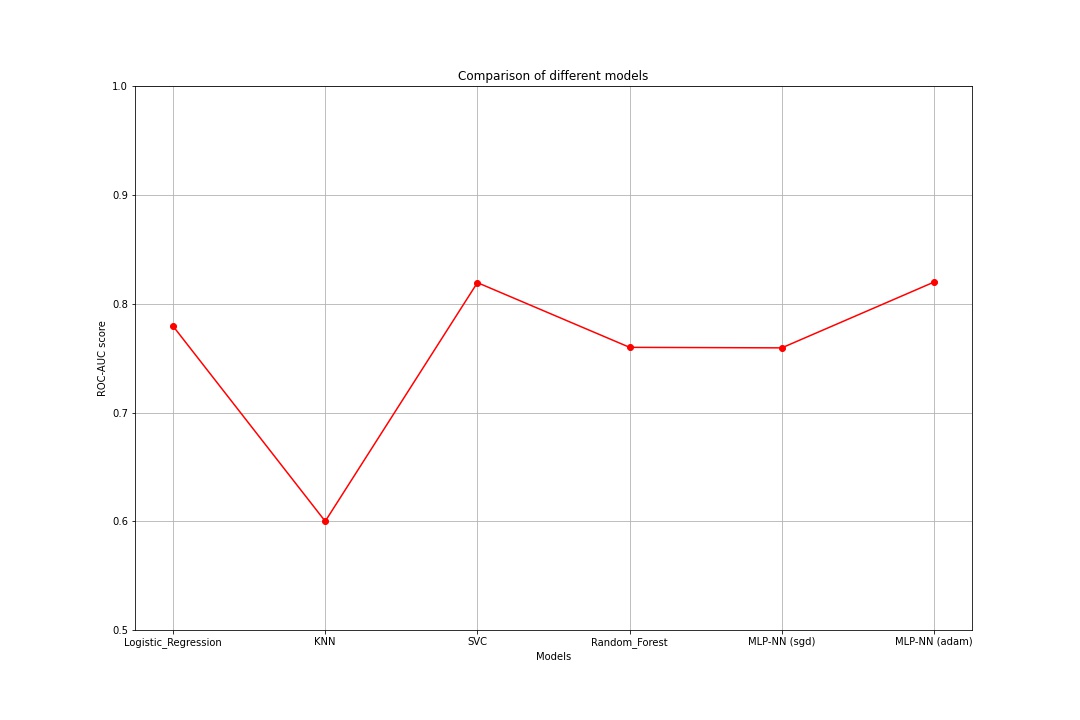 Comparison of different models
1.0
0.9
0.8
0.7
0.6
0.5
ROC-AUC score
Logistic_Regression KNN SVC Random_Forest MLP-NN (sgd) MLP-NN (adam)
Models